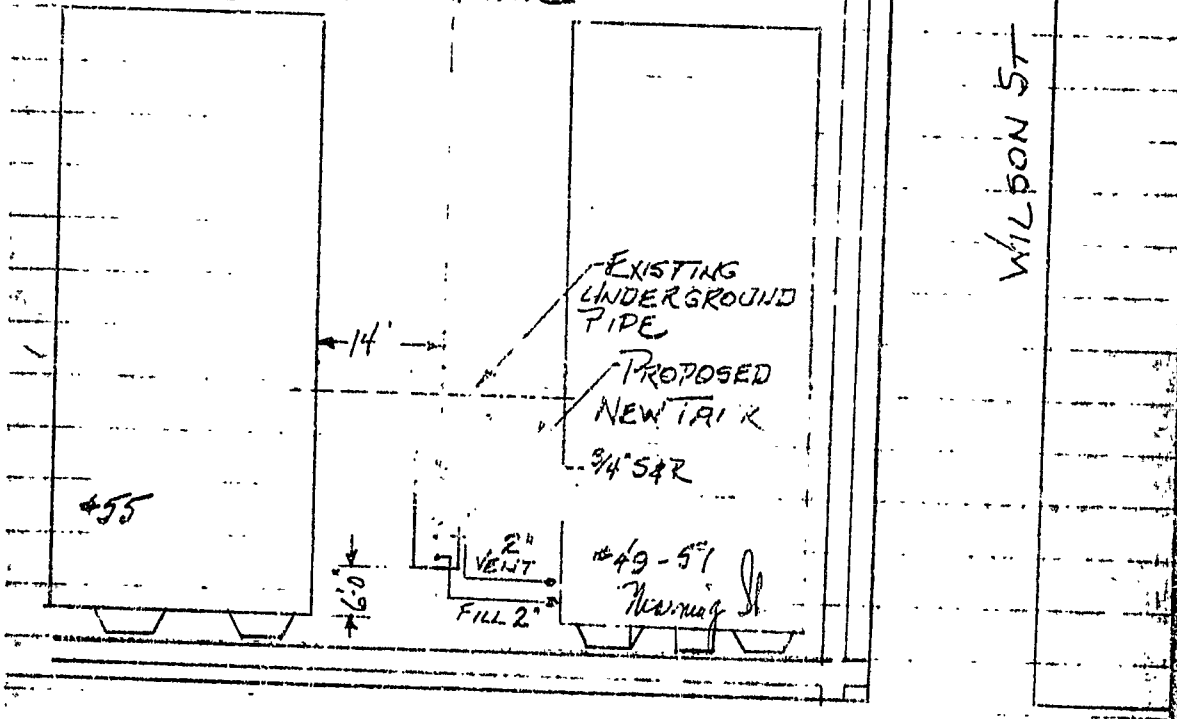 WILSON ST
EXISTING
UNDERGROUND
PIPE
14'
PROPOSED
NEW TANK
3/4" S&R
#55
2"
VENT
#49-51
St
6'-0"
FILL 2"